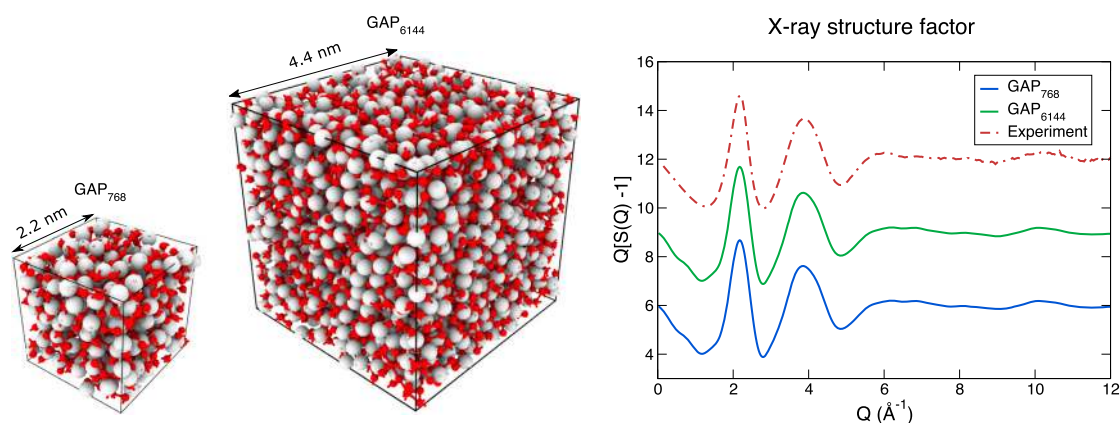 GAP6144
4.4 nm
GAP768
2.2 nm
X-ray structure factor
16
14
12
10
8
6
4
Q[S(Q) -1]
GAP768
GAP6144
Experiment
0 2 4 6 8 10 12
Q (Å-1)